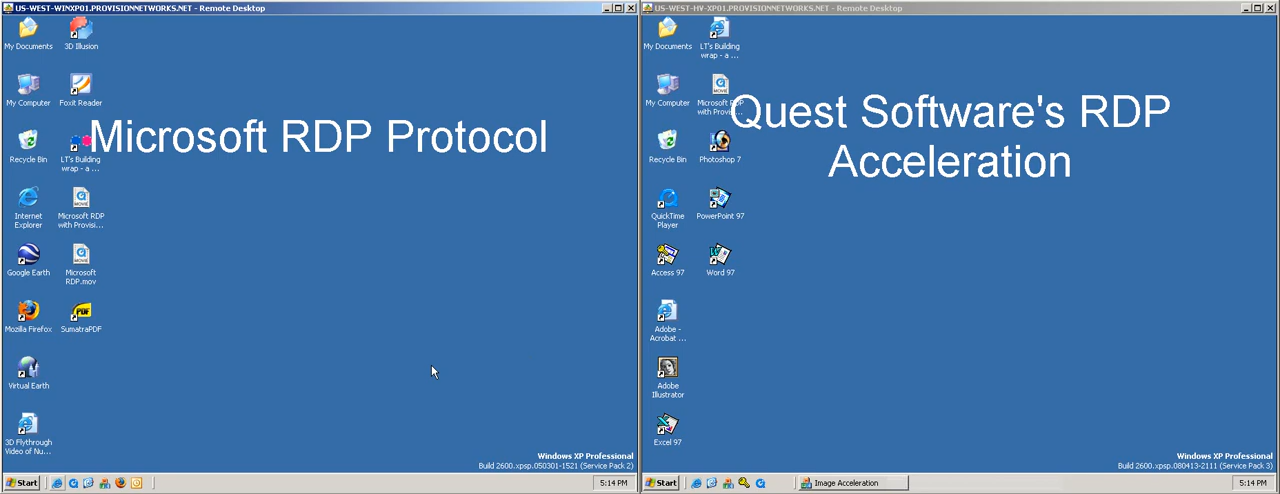 US-WEST-WINXP01.PROVISIONNETWORKS.NET - Remote Desktop
My Documents
3D Illusion
My Computer
Foxit Reader
Recycle Bin
LT's Building
wrap - a ...
Internet
Explorer
Microsoft RDP
with Provisi...
Google Earth
Microsoft
RDP.mov
Mozilla Firefox
SumatraPDF
Virtual Earth
3D Flythrough
Video of Nu...
Microsoft RDP Protocol
Windows XP Professional
Build 2600.xpsp.050301-1521 (Service Pack 2)
Start
5:14 PM
US-WEST-HV-XP01.PROVISIONNETWORKS.NET - Remote Desktop
My Documents
LT's Building
wrap - a ...
My Computer
Microsoft RDP
with Provisi...
Recycle Bin
Photoshop 7
QuickTime
Player
PowerPoint 97
Access 97
Word 97
Adobe -
Acrobat ...
Adobe
Illustrator
Excel 97
Quest Software's RDP
Acceleration
Windows XP Professional
Build 2600.xpsp.080413-2111 (Service Pack 3)
Start
Image Acceleration
5:14 PM